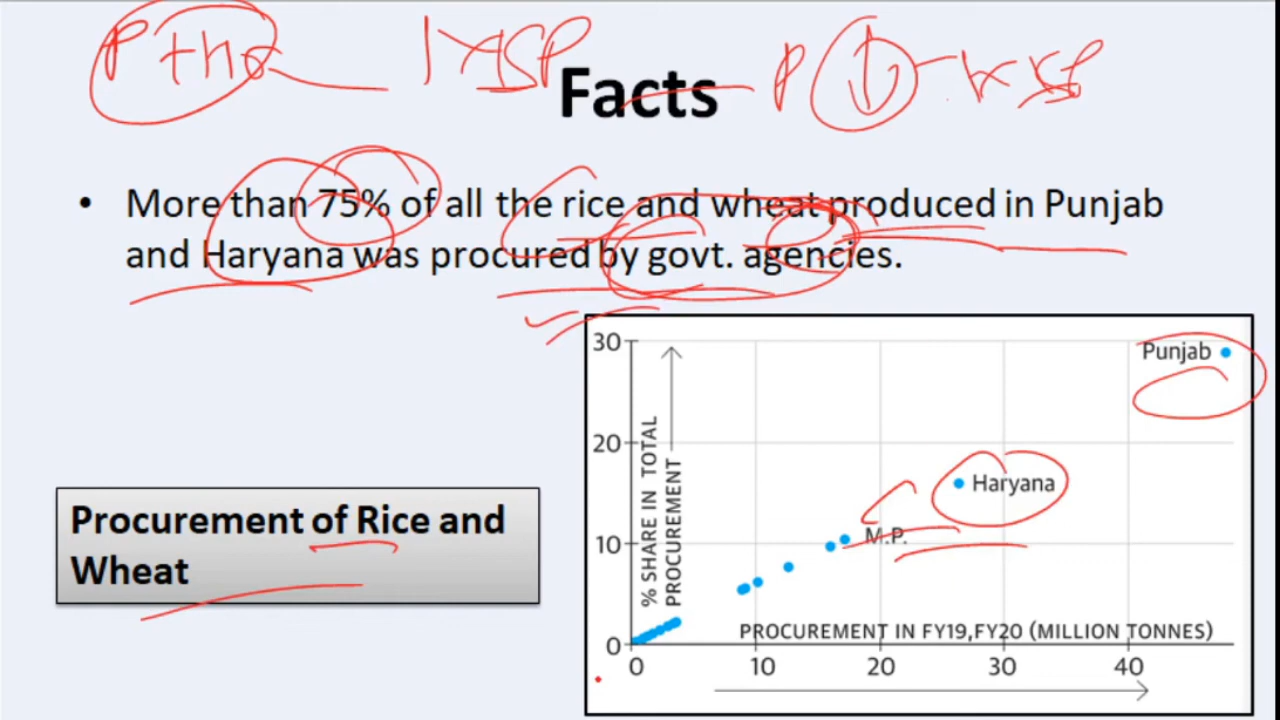 P + Ha MSP P
Facts
• More than 75% of all the rice and wheat produced in Punjab
and Haryana was procured by govt. agencies.
Procurement of Rice and
Wheat
30
20
10
0
% SHARE IN TOTAL
PROCUREMENT
Punjab
Haryana
M.P.
PROCUREMENT IN FY19,FY20 (MILLION TONNES)
0 10 20 30 40